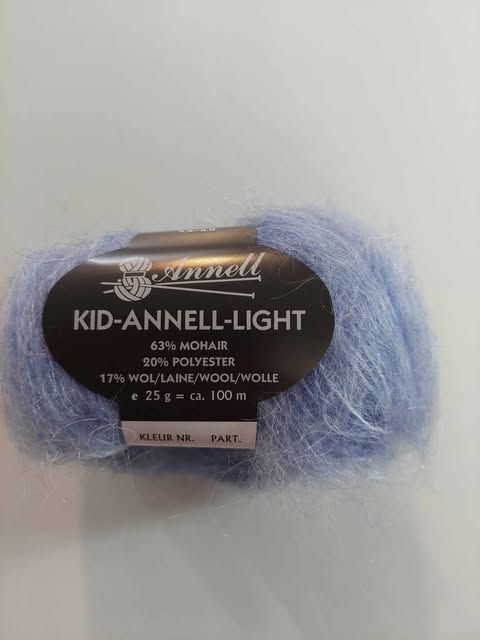 Annell
KID-ANNELL-LIGHT
63% MOHAIR
20% POLYESTER
17% WOL/LAINE/WOOL/WOLLE
e 25 g = ca. 100 m
KLEUR NR. PART.